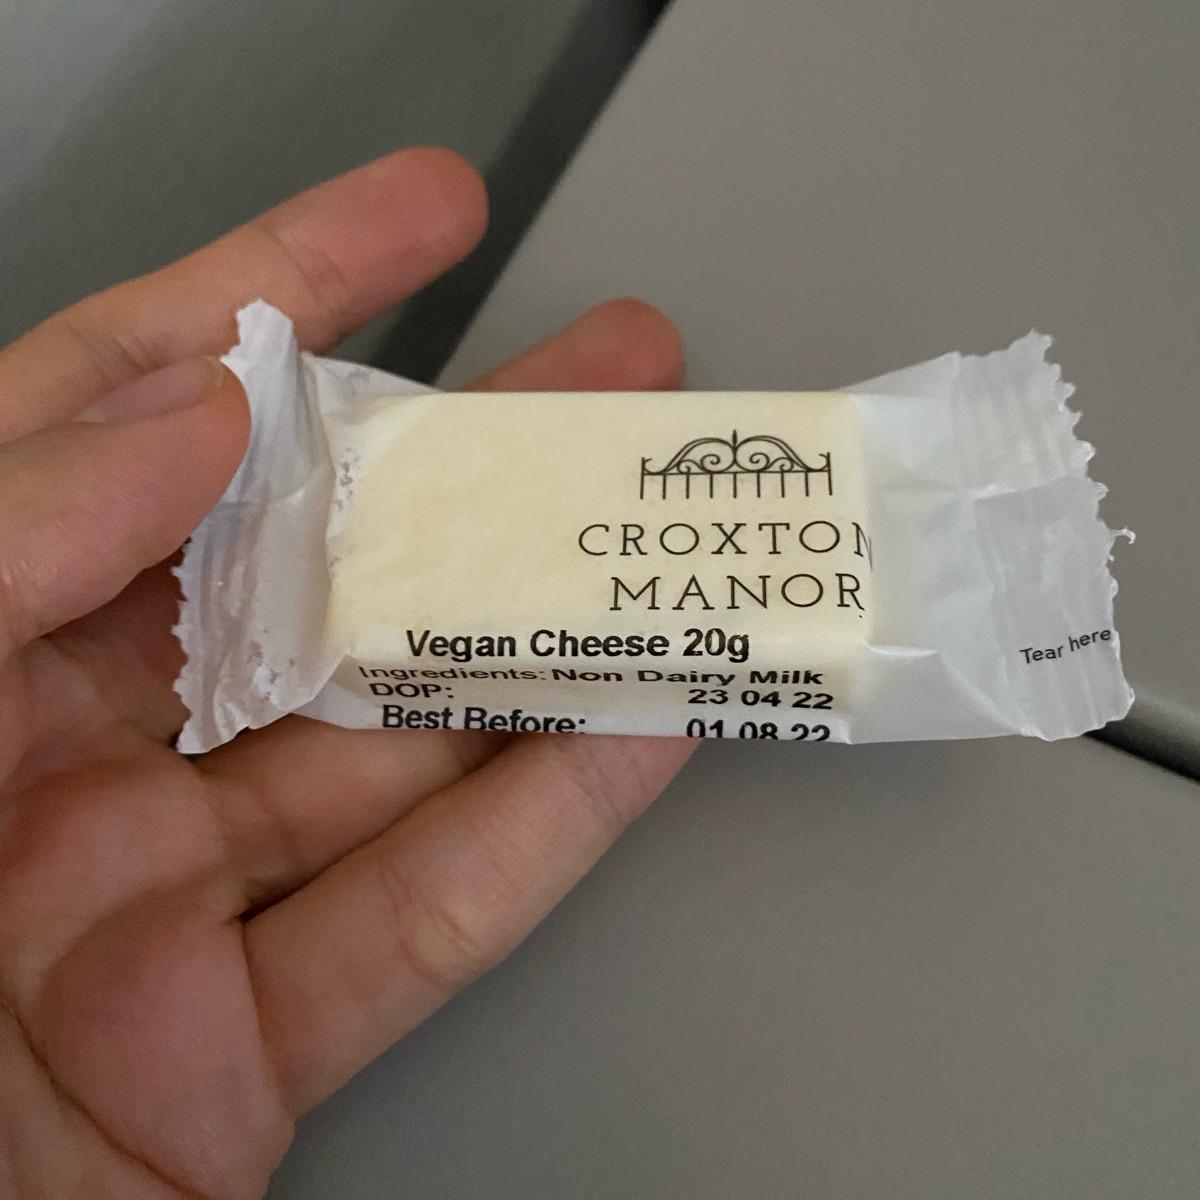 CROXTON
MANOR
Vegan Cheese 20g
Ingredients: Non Dairy Milk
DOP: 23 04 22
Best Before: 01 08 22
Tear here